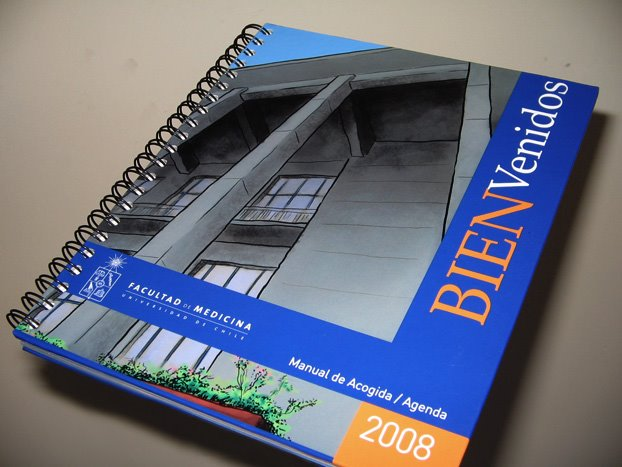 BIENVenidos
FACULTAD DE MEDICINA
UNIVERSIDAD DE CHILE
Manual de Acogida / Agenda
2008